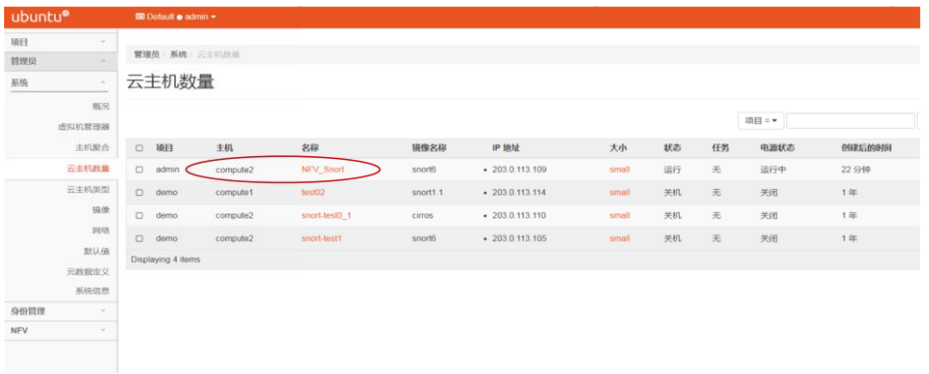 ubuntu®
Default ● admin
项目
管理员
系统
概况
虚拟机管理器
主机聚合
云主机数量
云主机类型
镜像
网络
默认值
元数据定义
系统信息
身份管理
NFV
管理员 / 系统 / 云主机数量
云主机数量
项目 =
项目 主机 名称 镜像名称 IP 地址 大小 状态 任务 电源状态 创建后的时间
admin compute2 NFV_Snort snort6 • 203.0.113.109 small 运行 无 运行中 22 分钟
demo compute1 test02 snort1.1 • 203.0.113.114 small 关机 无 关闭 1 年
demo compute2 snort-test0_1 cirros • 203.0.113.110 small 关机 无 关闭 1 年
demo compute2 snort-test1 snort6 • 203.0.113.105 small 关机 无 关闭 1 年
Displaying 4 items